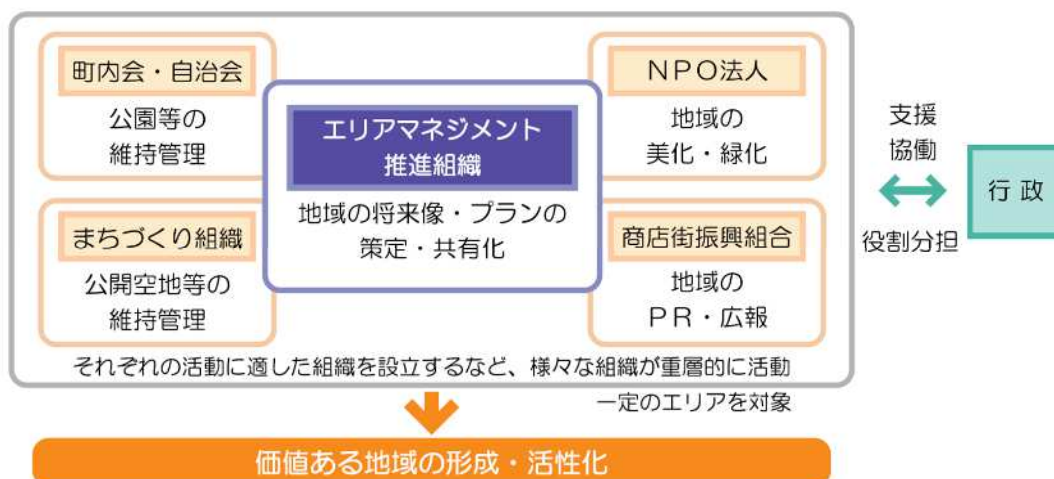 町内会・自治会
公園等の
維持管理
まちづくり組織
公開空地等の
維持管理
エリアマネジメント
推進組織
地域の将来像・プランの
策定・共有化
ＮＰＯ法人
地域の
美化・緑化
商店街振興組合
地域の
ＰＲ・広報
それぞれの活動に適した組織を設立するなど、様々な組織が重層的に活動
一定のエリアを対象
支援
協働
役割分担
行 政
価値ある地域の形成・活性化